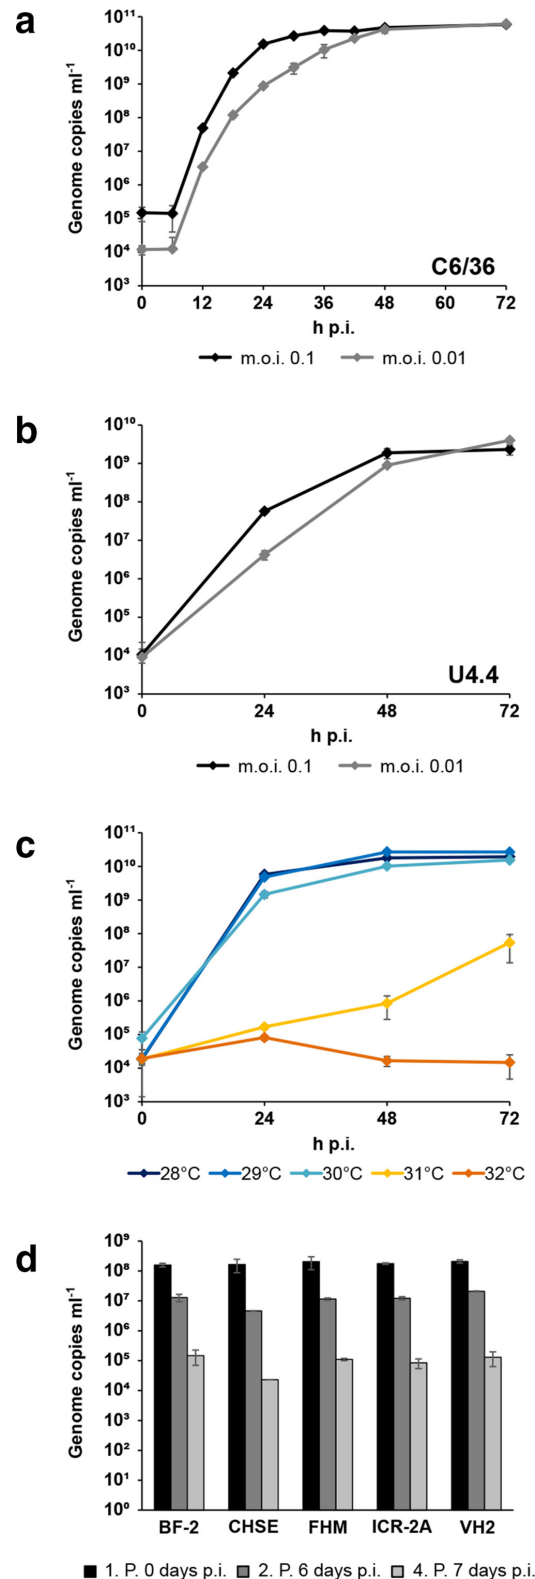 a
Genome copies ml⁻¹
10¹¹
10¹⁰
10⁹
10⁸
10⁷
10⁶
10⁵
10⁴
10³
C6/36
0 12 24 36 48 60 72
h p.i.
m.o.i. 0.1 m.o.i. 0.01
b
Genome copies ml⁻¹
10¹⁰
10⁹
10⁸
10⁷
10⁶
10⁵
10⁴
10³
U4.4
0 24 48 72
h p.i.
m.o.i. 0.1 m.o.i. 0.01
c
Genome copies ml⁻¹
10¹¹
10¹⁰
10⁹
10⁸
10⁷
10⁶
10⁵
10⁴
10³
0 24 48 72
h p.i.
28°C 29°C 30°C 31°C 32°C
d
Genome copies ml⁻¹
10⁹
10⁸
10⁷
10⁶
10⁵
10⁴
10³
10²
10¹
10⁰
BF-2 CHSE FHM ICR-2A VH2
1. P. 0 days p.i. 2. P. 6 days p.i. 4. P. 7 days p.i.